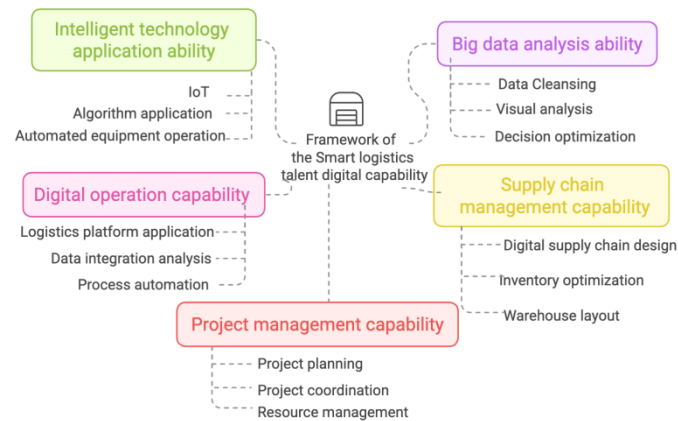 Intelligent technology
application ability
IoT
Algorithm application
Automated equipment operation
Big data analysis ability
Data Cleansing
Visual analysis
Decision optimization
Framework of
the Smart logistics
talent digital capability
Digital operation capability
Logistics platform application
Data integration analysis
Process automation
Supply chain
management capability
Digital supply chain design
Inventory optimization
Warehouse layout
Project management capability
Project planning
Project coordination
Resource management